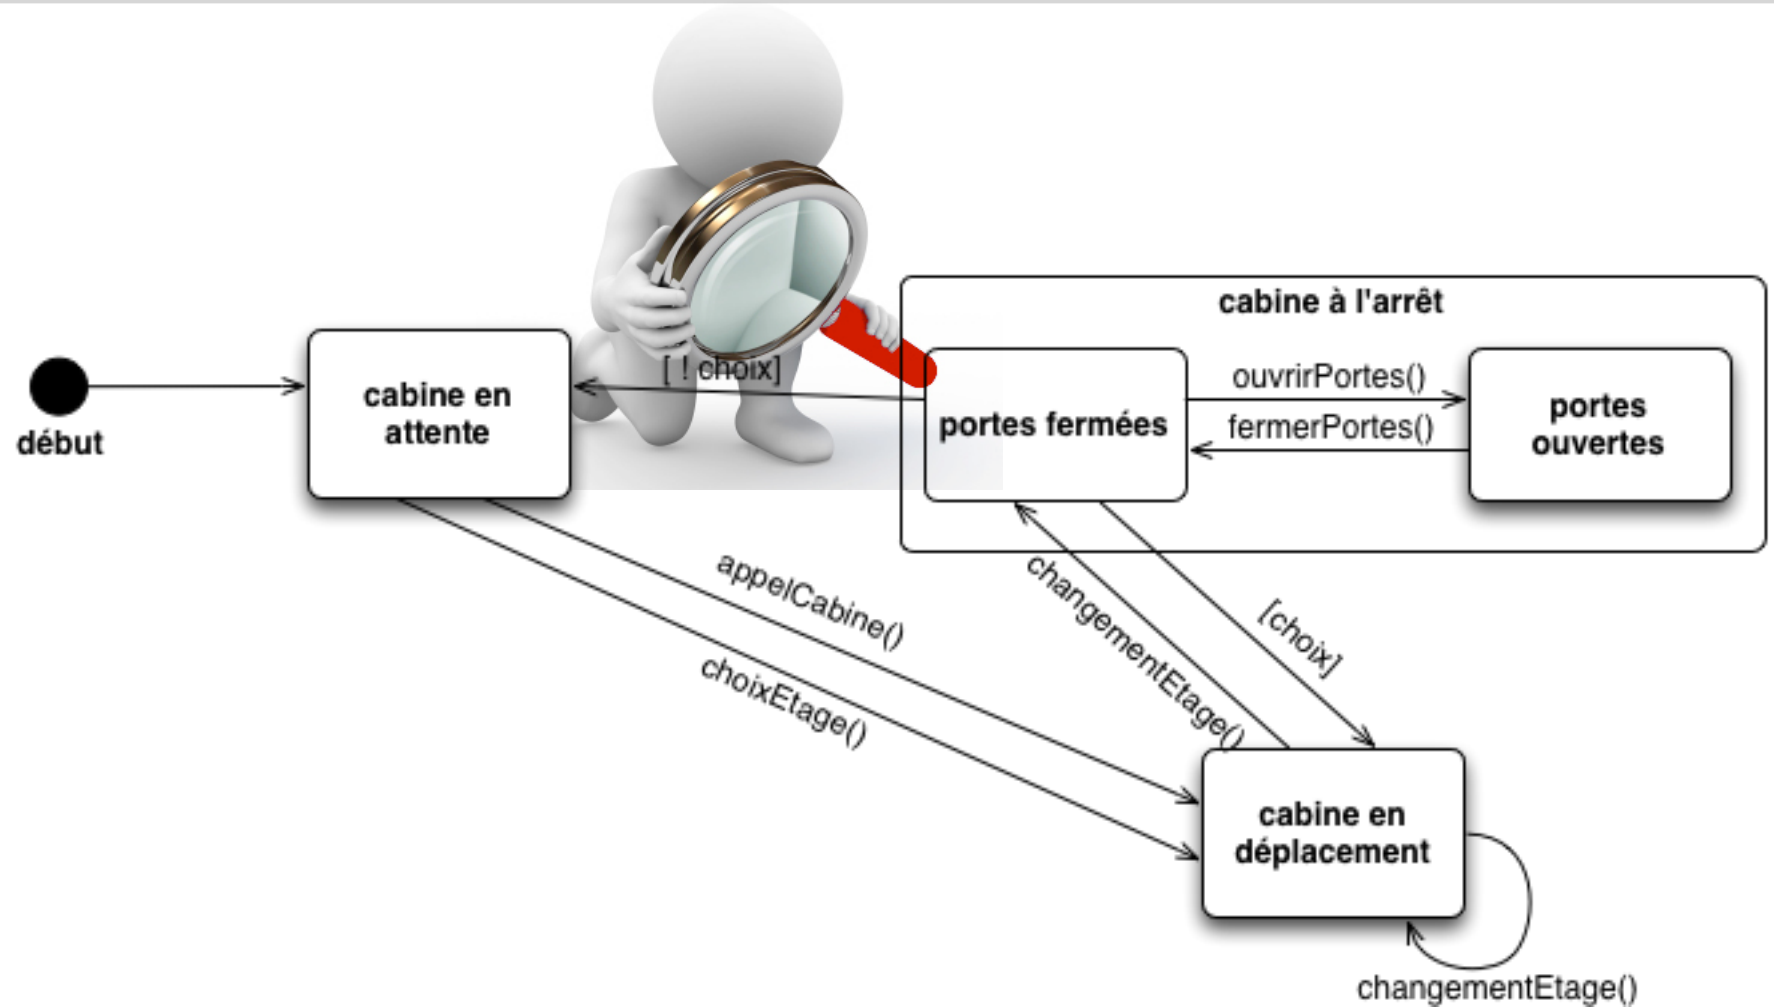 cabine à l'arrêt
[ ! choix]
ouvrirPortes()
cabine en
attente
portes fermées
portes
ouvertes
fermerPortes()
début
appelCabine()
changementEtage()
[choix]
choixEtage()
cabine en
déplacement
changementEtage()